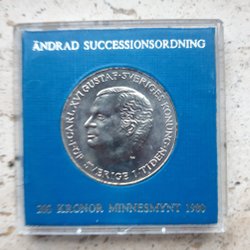 ÄNDRAD SUCCESSIONSORDNING
CARL XVI GUSTAF · SVERIGES KONUNG ·
FÖR SVERIGE I TIDEN
200 KRONOR MINNESMYNT 1980